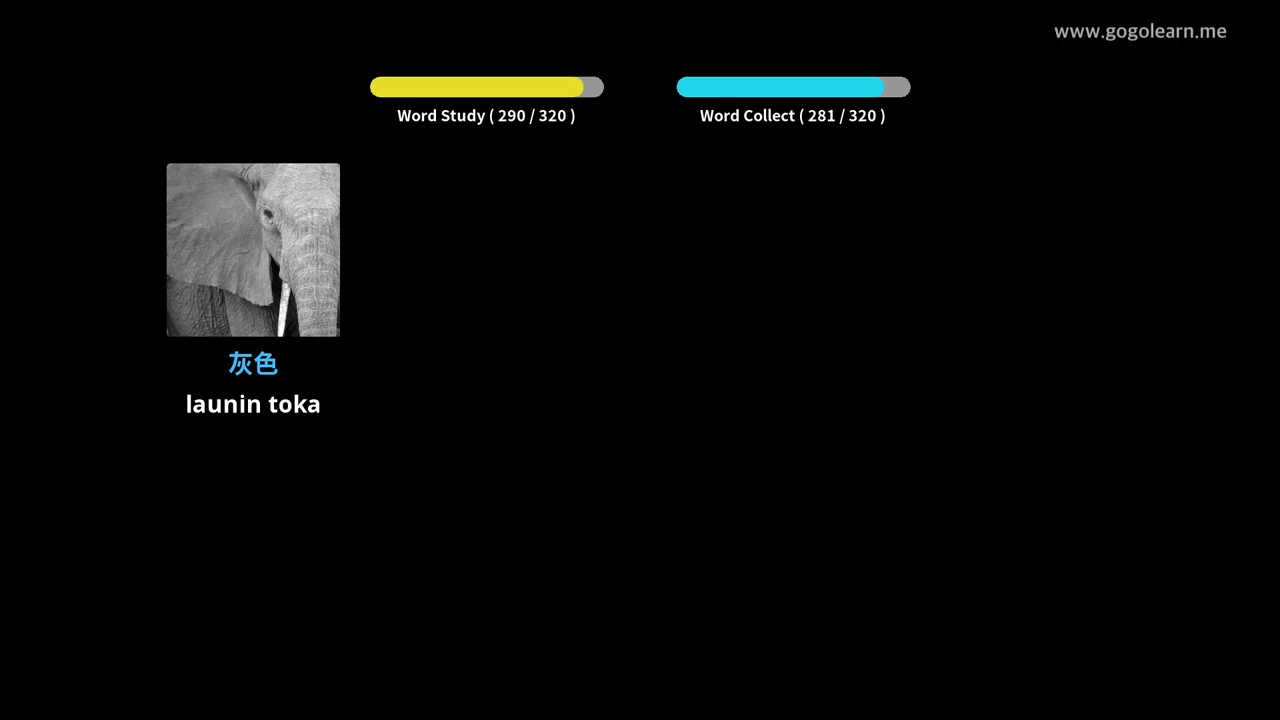 www.gogolearn.me
Word Study ( 290 / 320 )
Word Collect ( 281 / 320 )
灰色
launin toka